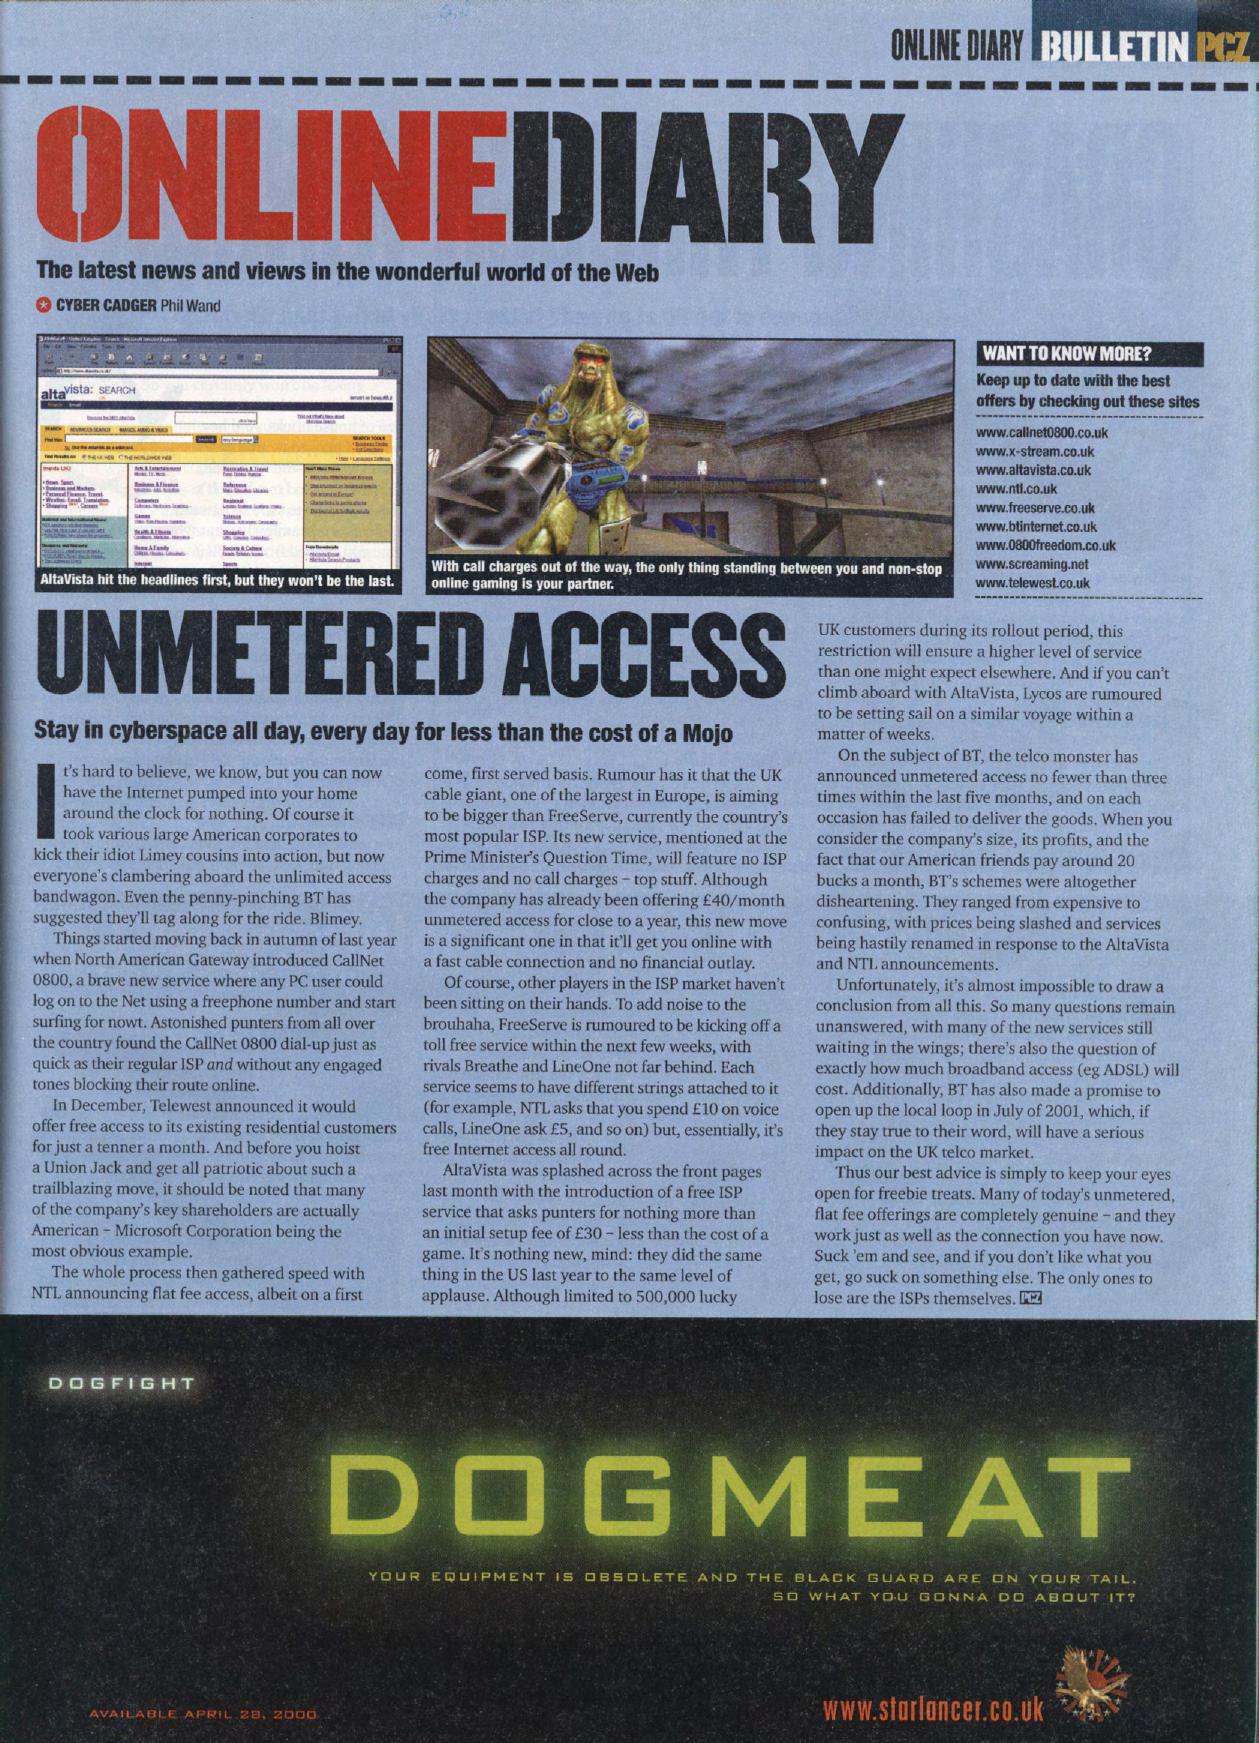 ONLINE DIARY BULLETIN PCZ
ONLINEDIARY
The latest news and views in the wonderful world of the Web
CYBER CADGER Phil Wand
altavista: SEARCH
AltaVista hit the headlines first, but they won't be the last.
With call charges out of the way, the only thing standing between you and non-stop
online gaming is your partner.
WANT TO KNOW MORE?
Keep up to date with the best
offers by checking out these sites
www.callnet0800.co.uk
www.x-stream.co.uk
www.altavista.co.uk
www.ntl.co.uk
www.freeserve.co.uk
www.btinternet.co.uk
www.0800freedom.co.uk
www.screaming.net
www.telewest.co.uk
UNMETERED ACCESS
Stay in cyberspace all day, every day for less than the cost of a Mojo
It's hard to believe, we know, but you can now
have the Internet pumped into your home
around the clock for nothing. Of course it
took various large American corporates to
kick their idiot Limey cousins into action, but now
everyone's clambering aboard the unlimited access
bandwagon. Even the penny-pinching BT has
suggested they'll tag along for the ride. Blimey.
Things started moving back in autumn of last year
when North American Gateway introduced CallNet
0800, a brave new service where any PC user could
log on to the Net using a freephone number and start
surfing for nowt. Astonished punters from all over
the country found the CallNet 0800 dial-up just as
quick as their regular ISP and without any engaged
tones blocking their route online.
In December, Telewest announced it would
offer free access to its existing residential customers
for just a tenner a month. And before you hoist
a Union Jack and get all patriotic about such a
trailblazing move, it should be noted that many
of the company's key shareholders are actually
American – Microsoft Corporation being the
most obvious example.
The whole process then gathered speed with
NTL announcing flat fee access, albeit on a first
come, first served basis. Rumour has it that the UK
cable giant, one of the largest in Europe, is aiming
to be bigger than FreeServe, currently the country's
most popular ISP. Its new service, mentioned at the
Prime Minister's Question Time, will feature no ISP
charges and no call charges – top stuff. Although
the company has already been offering £40/month
unmetered access for close to a year, this new move
is a significant one in that it'll get you online with
a fast cable connection and no financial outlay.
Of course, other players in the ISP market haven't
been sitting on their hands. To add noise to the
brouhaha, FreeServe is rumoured to be kicking off a
toll free service within the next few weeks, with
rivals Breathe and LineOne not far behind. Each
service seems to have different strings attached to it
(for example, NTL asks that you spend £10 on voice
calls, LineOne ask £5, and so on) but, essentially, it's
free Internet access all round.
AltaVista was splashed across the front pages
last month with the introduction of a free ISP
service that asks punters for nothing more than
an initial setup fee of £30 – less than the cost of a
game. It's nothing new, mind: they did the same
thing in the US last year to the same level of
applause. Although limited to 500,000 lucky
UK customers during its rollout period, this
restriction will ensure a higher level of service
than one might expect elsewhere. And if you can't
climb aboard with AltaVista, Lycos are rumoured
to be setting sail on a similar voyage within a
matter of weeks.
On the subject of BT, the telco monster has
announced unmetered access no fewer than three
times within the last five months, and on each
occasion has failed to deliver the goods. When you
consider the company's size, its profits, and the
fact that our American friends pay around 20
bucks a month, BT's schemes were altogether
disheartening. They ranged from expensive to
confusing, with prices being slashed and services
being hastily renamed in response to the AltaVista
and NTL announcements.
Unfortunately, it's almost impossible to draw a
conclusion from all this. So many questions remain
unanswered, with many of the new services still
waiting in the wings; there's also the question of
exactly how much broadband access (eg ADSL) will
cost. Additionally, BT has also made a promise to
open up the local loop in July of 2001, which, if
they stay true to their word, will have a serious
impact on the UK telco market.
Thus our best advice is simply to keep your eyes
open for freebie treats. Many of today's unmetered,
flat fee offerings are completely genuine – and they
work just as well as the connection you have now.
Suck 'em and see, and if you don't like what you
get, go suck on something else. The only ones to
lose are the ISPs themselves. PCZ
DOGFIGHT
DOGMEAT
YOUR EQUIPMENT IS OBSOLETE AND THE BLACK GUARD ARE ON YOUR TAIL.
SO WHAT YOU GONNA DO ABOUT IT?
AVAILABLE APRIL 28, 2000
www.starlancer.co.uk